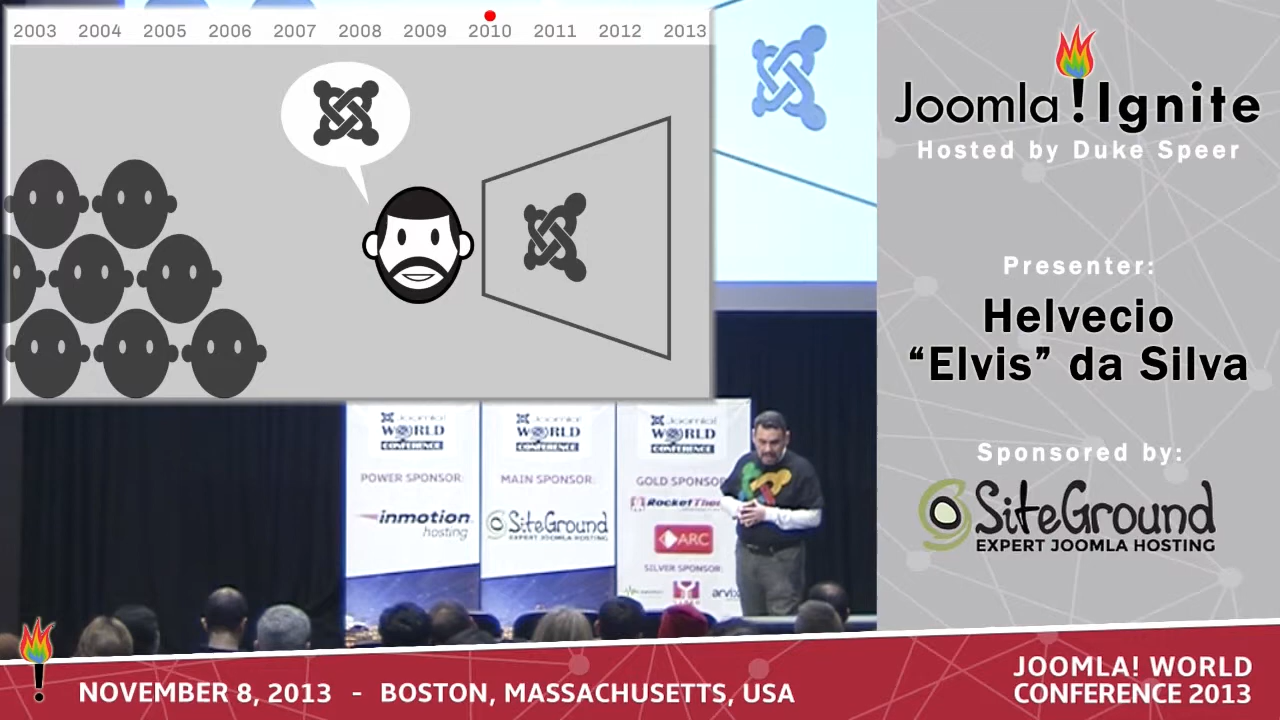 2003 2004 2005 2006 2007 2008 2009 2010 2011 2012 2013
Joomla!Ignite
Hosted by Duke Speer
Presenter:
Helvecio
“Elvis” da Silva
Sponsored by:
SiteGround
EXPERT JOOMLA HOSTING
Joomla!
WORLD
CONFERENCE
POWER SPONSOR:
inmotion
hosting
Joomla!
WORLD
CONFERENCE
MAIN SPONSOR:
SiteGround
EXPERT JOOMLA HOSTING
Joomla!
WORLD
CONFERENCE
GOLD SPONSOR
ARC
SILVER SPONSOR:
NOVEMBER 8, 2013 - BOSTON, MASSACHUSETTS, USA
JOOMLA! WORLD
CONFERENCE 2013